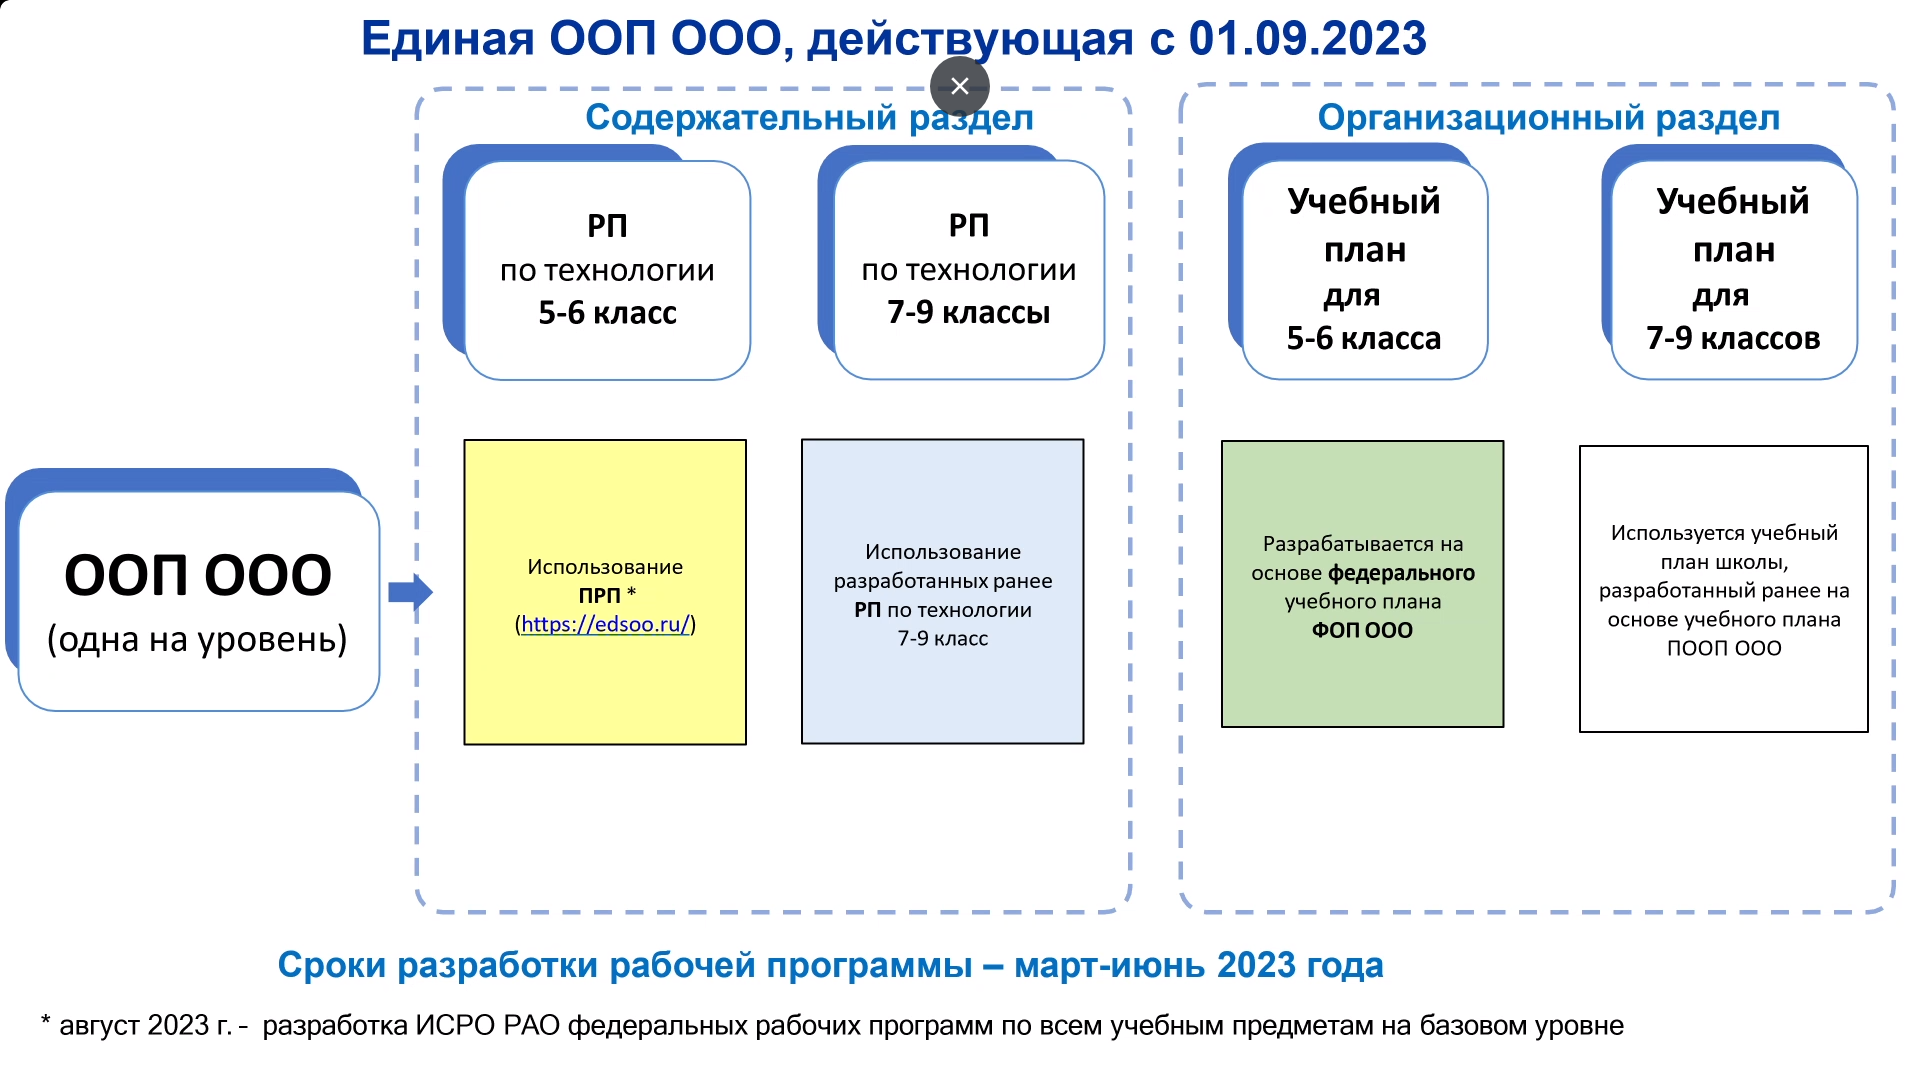 Единая ООП ООО, действующая с 01.09.2023
Содержательный раздел
РП
по технологии
5-6 класс
РП
по технологии
7-9 классы
Организационный раздел
Учебный
план
для
5-6 класса
Учебный
план
для
7-9 классов
ООП ООО
(одна на уровень)
Использование
ПРП *
(https://edsoo.ru/)
Использование
разработанных ранее
РП по технологии
7-9 класс
Разрабатывается на
основе федерального
учебного плана
ФОП ООО
Используется учебный
план школы,
разработанный ранее на
основе учебного плана
ПООП ООО
Сроки разработки рабочей программы – март-июнь 2023 года
* август 2023 г. - разработка ИСРО РАО федеральных рабочих программ по всем учебным предметам на базовом уровне